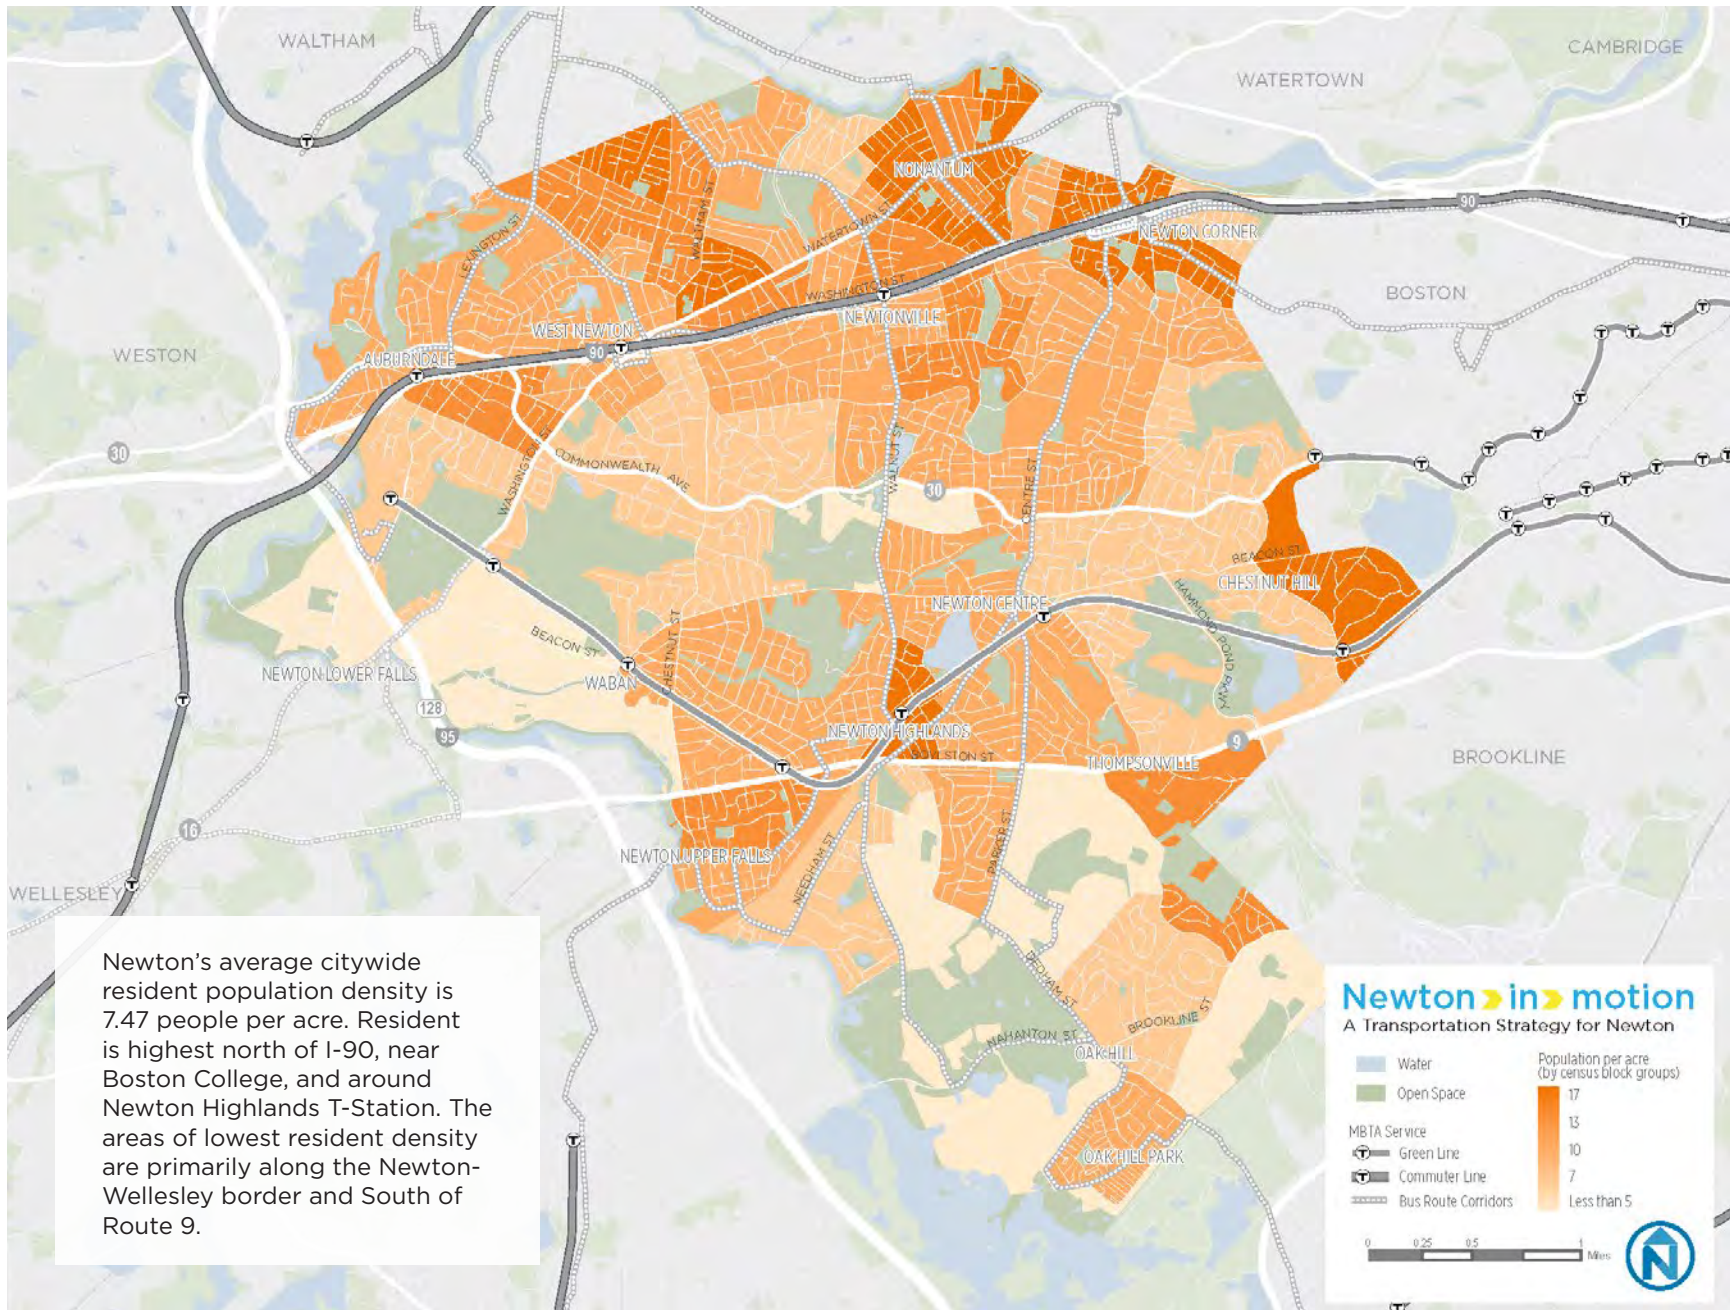 WALTHAM
CAMBRIDGE
WATERTOWN
NONANTUM
90
LEXINGTON ST
WALTHAM ST
WATERTOWN ST
NEWTON CORNER
WASHINGTON ST
BOSTON
NEWTONVILLE
WEST NEWTON
90
WESTON
AUBURNDALE
30
WASHINGTON ST
COMMONWEALTH AVE
WALNUT ST
30
CENTRE ST
BEACON ST
CHESTNUT HILL
HAMMOND POND PKWY
NEWTON CENTRE
BEACON ST
CHESTNUT ST
NEWTON LOWER FALLS
WABAN
128
95
NEWTON HIGHLANDS
BOYLSTON ST
9
THOMPSONVILLE
BROOKLINE
16
NEWTON UPPER FALLS
NEEDHAM ST
PARKER ST
WELLESLEY
DEDHAM ST
BROOKLINE ST
NAHANTON ST
OAK HILL
OAK HILL PARK
Newton's average citywide
resident population density is
7.47 people per acre. Resident
is highest north of I-90, near
Boston College, and around
Newton Highlands T-Station. The
areas of lowest resident density
are primarily along the Newton-
Wellesley border and South of
Route 9.
Newton in motion
A Transportation Strategy for Newton
Water
Open Space
MBTA Service
T Green Line
T Commuter Line
Bus Route Corridors
Population per acre
(by census block groups)
17
13
10
7
Less than 5
0 0.25 0.5 1 Miles
N